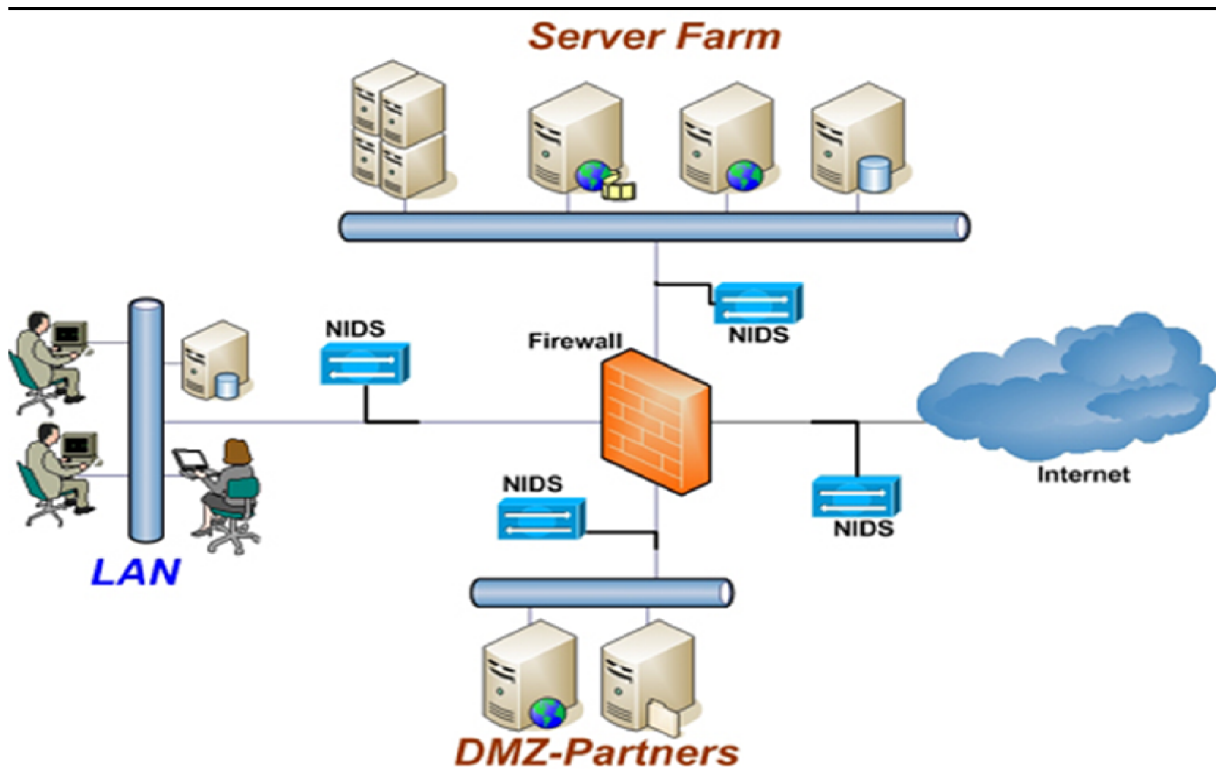 Server Farm
NIDS
Firewall
NIDS
Internet
NIDS
NIDS
LAN
DMZ-Partners